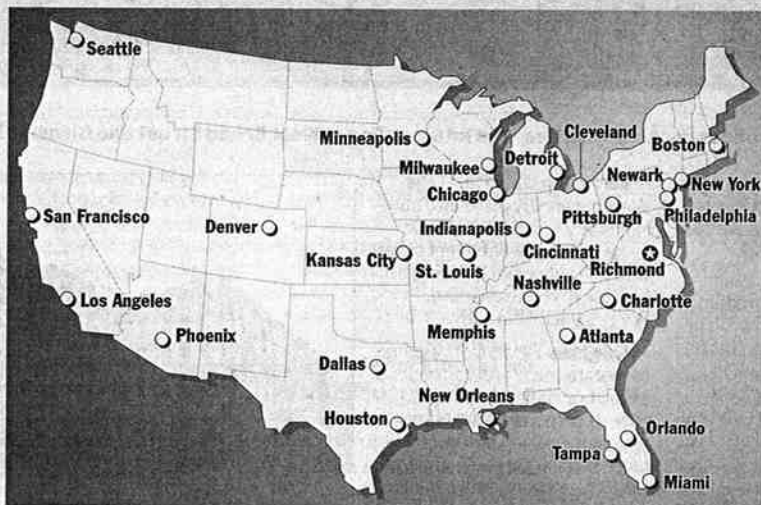 Seattle
Minneapolis
Cleveland
Milwaukee
Detroit
Boston
Chicago
Newark
New York
San Francisco
Denver
Indianapolis
Pittsburgh
Philadelphia
Kansas City
St. Louis
Cincinnati
Richmond
Los Angeles
Nashville
Charlotte
Memphis
Phoenix
Atlanta
Dallas
New Orleans
Houston
Orlando
Tampa
Miami